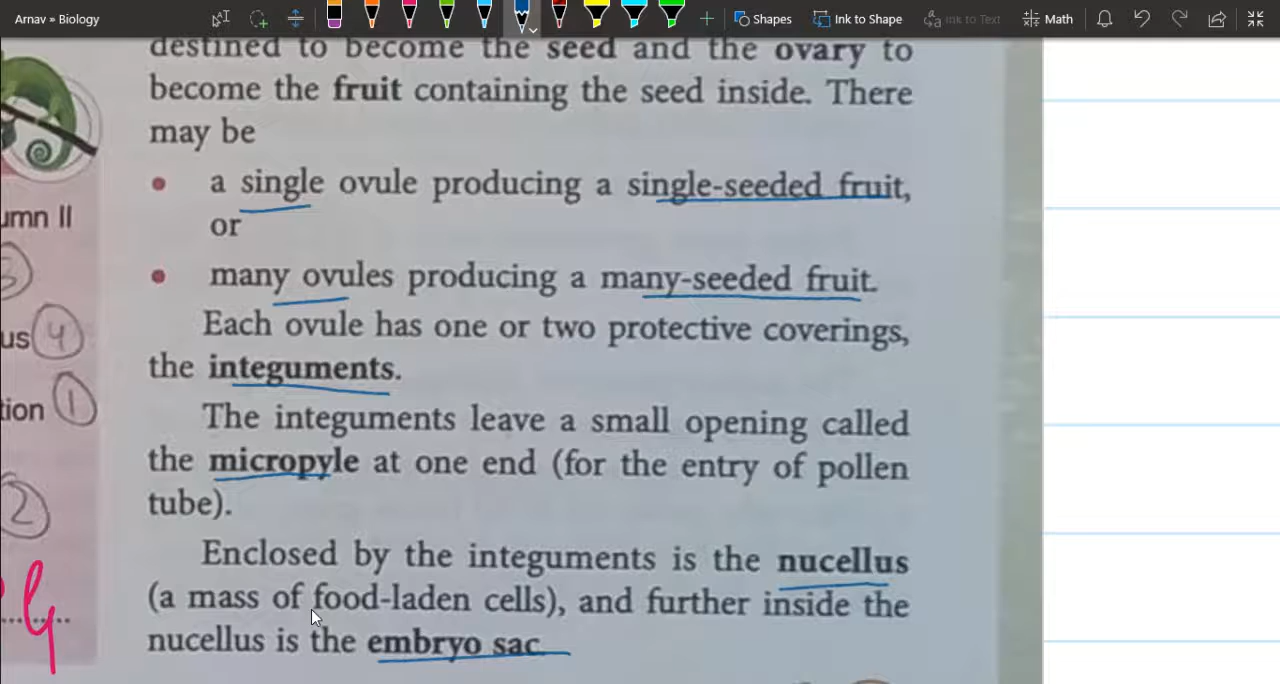 Arnav » Biology
Shapes
Ink to Shape
Ink to Text
Math
destined to become the seed and the ovary to
become the fruit containing the seed inside. There
may be
• a single ovule producing a single-seeded fruit,
or
• many ovules producing a many-seeded fruit.
Each ovule has one or two protective coverings,
the integuments.
The integuments leave a small opening called
the micropyle at one end (for the entry of pollen
tube).
Enclosed by the integuments is the nucellus
(a mass of food-laden cells), and further inside the
nucellus is the embryo sac
umn II
us 4
tion 1
2